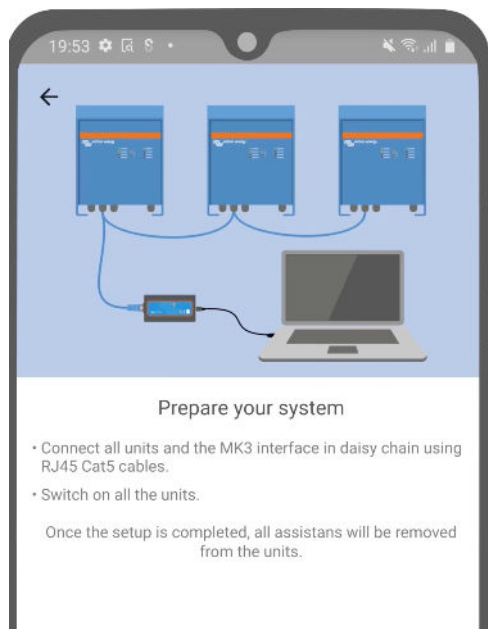 19:53
Prepare your system
• Connect all units and the MK3 interface in daisy chain using
RJ45 Cat5 cables.
• Switch on all the units.
Once the setup is completed, all assistans will be removed
from the units.